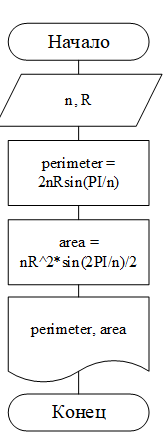 Начало
n, R
perimeter =
2nRsin(PI/n)
area =
nR^2*sin(2PI/n)/2
perimeter, area
Конец